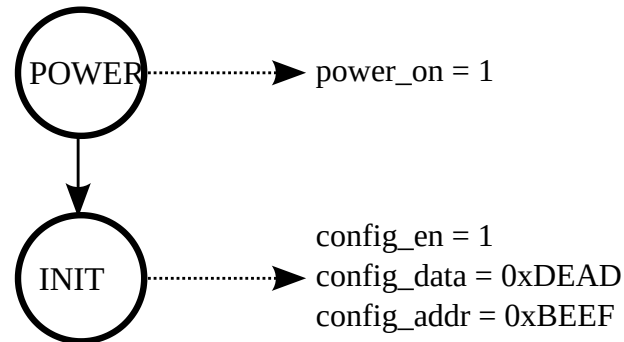 POWER
power_on = 1
INIT
config_en = 1
config_data = 0xDEAD
config_addr = 0xBEEF